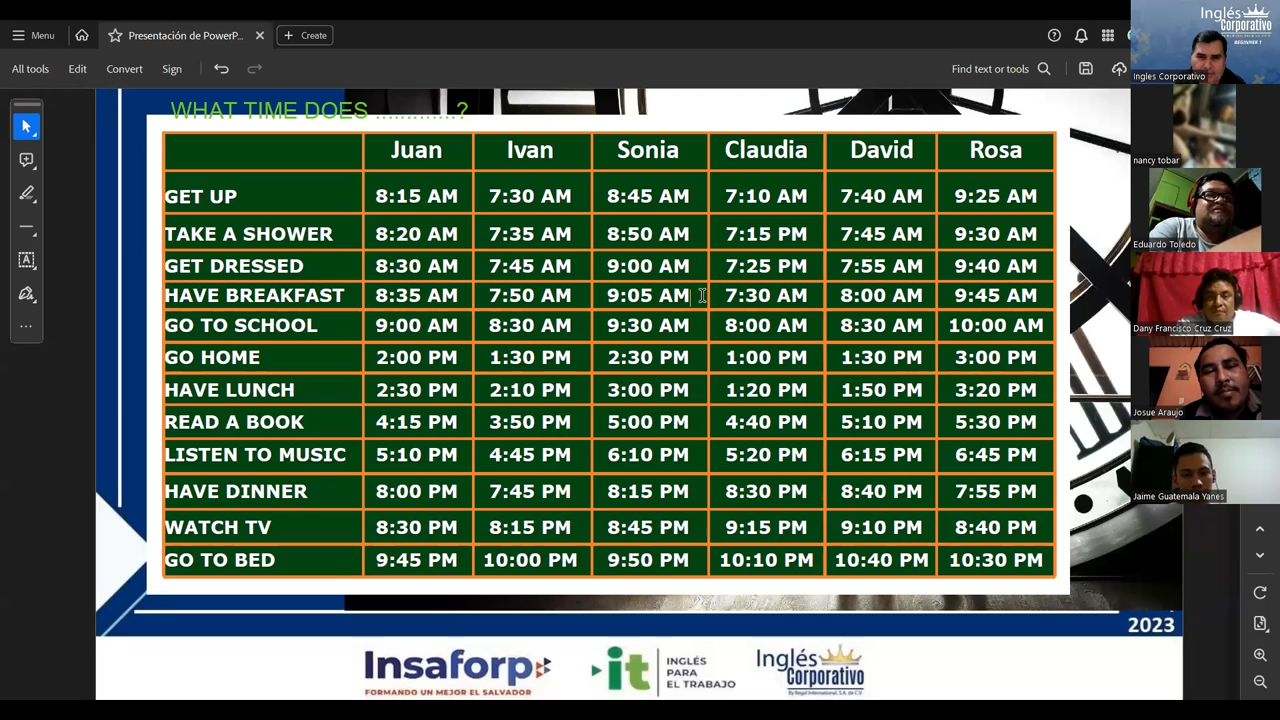 Menu
Presentación de PowerP...
Create
All tools
Edit
Convert
Sign
Find text or tools
WHAT TIME DOES .............?
Juan Ivan Sonia Claudia David Rosa
GET UP 8:15 AM 7:30 AM 8:45 AM 7:10 AM 7:40 AM 9:25 AM
TAKE A SHOWER 8:20 AM 7:35 AM 8:50 AM 7:15 PM 7:45 AM 9:30 AM
GET DRESSED 8:30 AM 7:45 AM 9:00 AM 7:25 PM 7:55 AM 9:40 AM
HAVE BREAKFAST 8:35 AM 7:50 AM 9:05 AM 7:30 AM 8:00 AM 9:45 AM
GO TO SCHOOL 9:00 AM 8:30 AM 9:30 AM 8:00 AM 8:30 AM 10:00 AM
GO HOME 2:00 PM 1:30 PM 2:30 PM 1:00 PM 1:30 PM 3:00 PM
HAVE LUNCH 2:30 PM 2:10 PM 3:00 PM 1:20 PM 1:50 PM 3:20 PM
READ A BOOK 4:15 PM 3:50 PM 5:00 PM 4:40 PM 5:10 PM 5:30 PM
LISTEN TO MUSIC 5:10 PM 4:45 PM 6:10 PM 5:20 PM 6:15 PM 6:45 PM
HAVE DINNER 8:00 PM 7:45 PM 8:15 PM 8:30 PM 8:40 PM 7:55 PM
WATCH TV 8:30 PM 8:15 PM 8:45 PM 9:15 PM 9:10 PM 8:40 PM
GO TO BED 9:45 PM 10:00 PM 9:50 PM 10:10 PM 10:40 PM 10:30 PM
2023
Insaforp
FORMANDO UN MEJOR EL SALVADOR
it
INGLÉS
PARA
EL TRABAJO
Inglés
Corporativo
By Regal International, S.A. de C.V.
Inglés
Corporativo
BEGINNER 1
Ingles Corporativo
nancy tobar
Eduardo Toledo
Dany Francisco Cruz Cruz
Josue Araujo
Jaime Guatemala Yanes